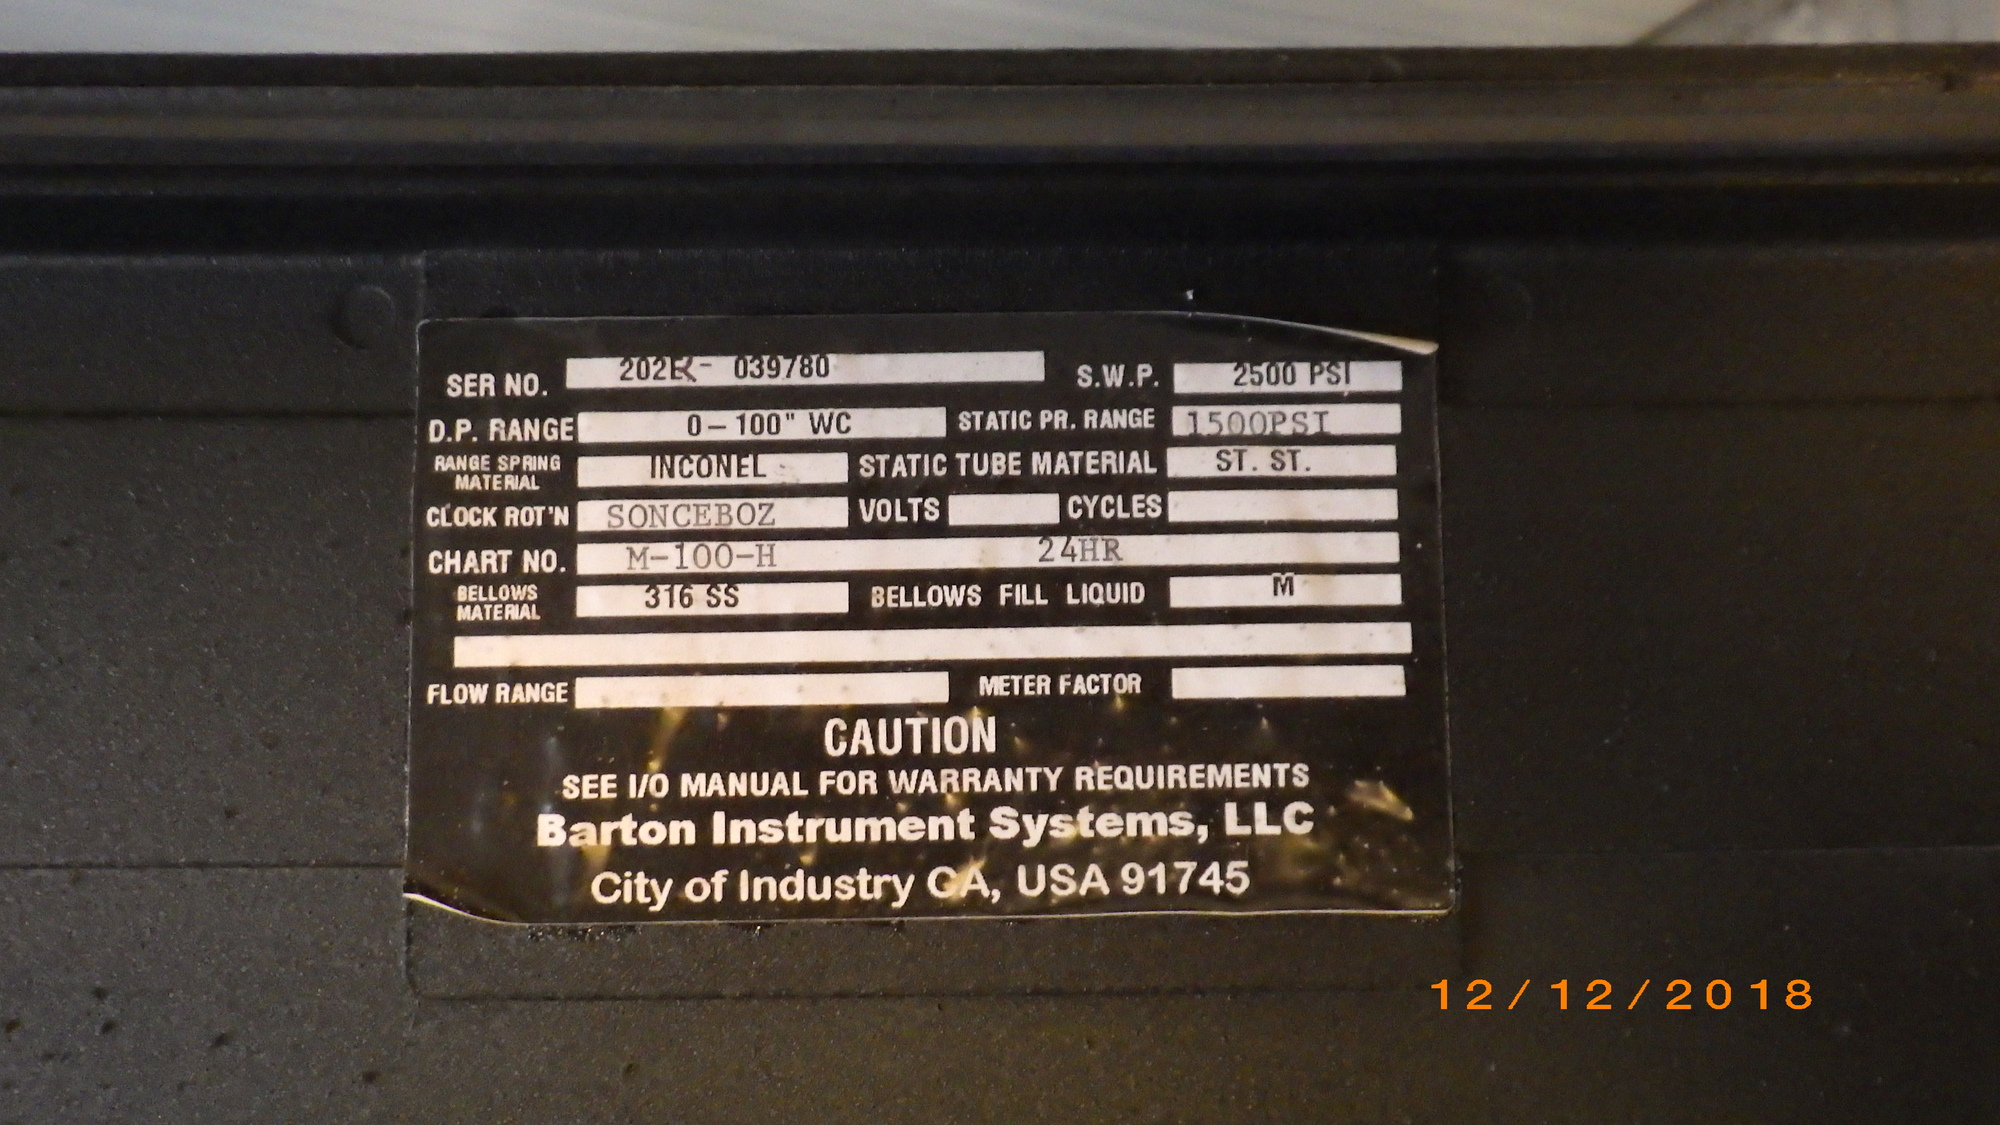 SER NO. 202E- 039780 S.W.P. 2500 PSI
D.P. RANGE 0-100" WC STATIC PR. RANGE 1500PSI
RANGE SPRING MATERIAL INCONEL STATIC TUBE MATERIAL ST. ST.
CLOCK ROT'N SONCEBOZ VOLTS CYCLES
CHART NO. M-100-H 24HR
BELLOWS MATERIAL 316 SS BELLOWS FILL LIQUID M
FLOW RANGE METER FACTOR
CAUTION
SEE I/O MANUAL FOR WARRANTY REQUIREMENTS
Barton Instrument Systems, LLC
City of Industry CA, USA 91745
12/12/2018